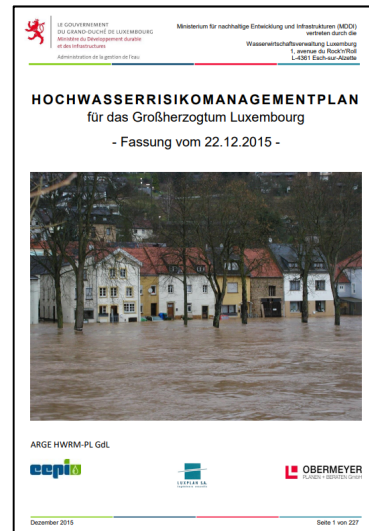 LE GOUVERNEMENT
DU GRAND-DUCHÉ DE LUXEMBOURG
Ministère du Développement durable
et des Infrastructures
Administration de la gestion de l'eau
Ministerium für nachhaltige Entwicklung und Infrastrukturen (MDDI)
vertreten durch die
Wasserwirtschaftsverwaltung Luxemburg
1, avenue du Rock'n'Roll
L-4361 Esch-sur-Alzette
HOCHWASSERRISIKOMANAGEMENTPLAN
für das Großherzogtum Luxembourg
- Fassung vom 22.12.2015 -
ARGE HWRM-PL GdL
LUXPLAN S.A.
OBERMEYER
PLANEN + BERATEN GmbH
Dezember 2015
Seite 1 von 227